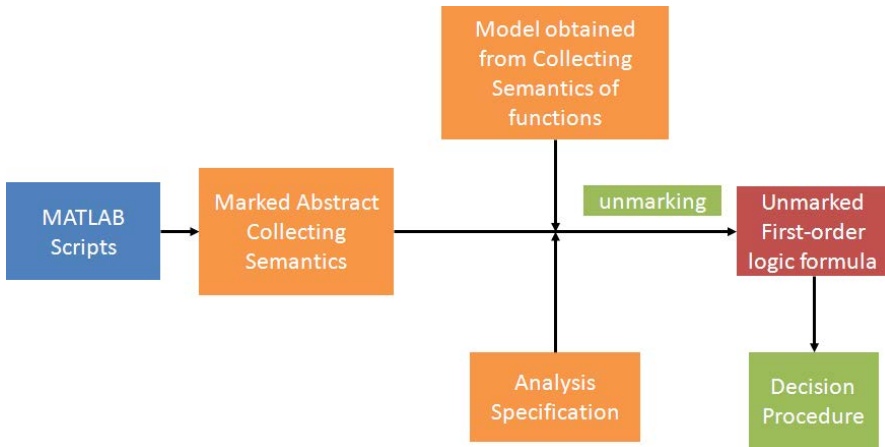 Model obtained
from Collecting
Semantics of
functions
MATLAB
Scripts
Marked Abstract
Collecting
Semantics
unmarking
Unmarked
First-order
logic formula
Analysis
Specification
Decision
Procedure